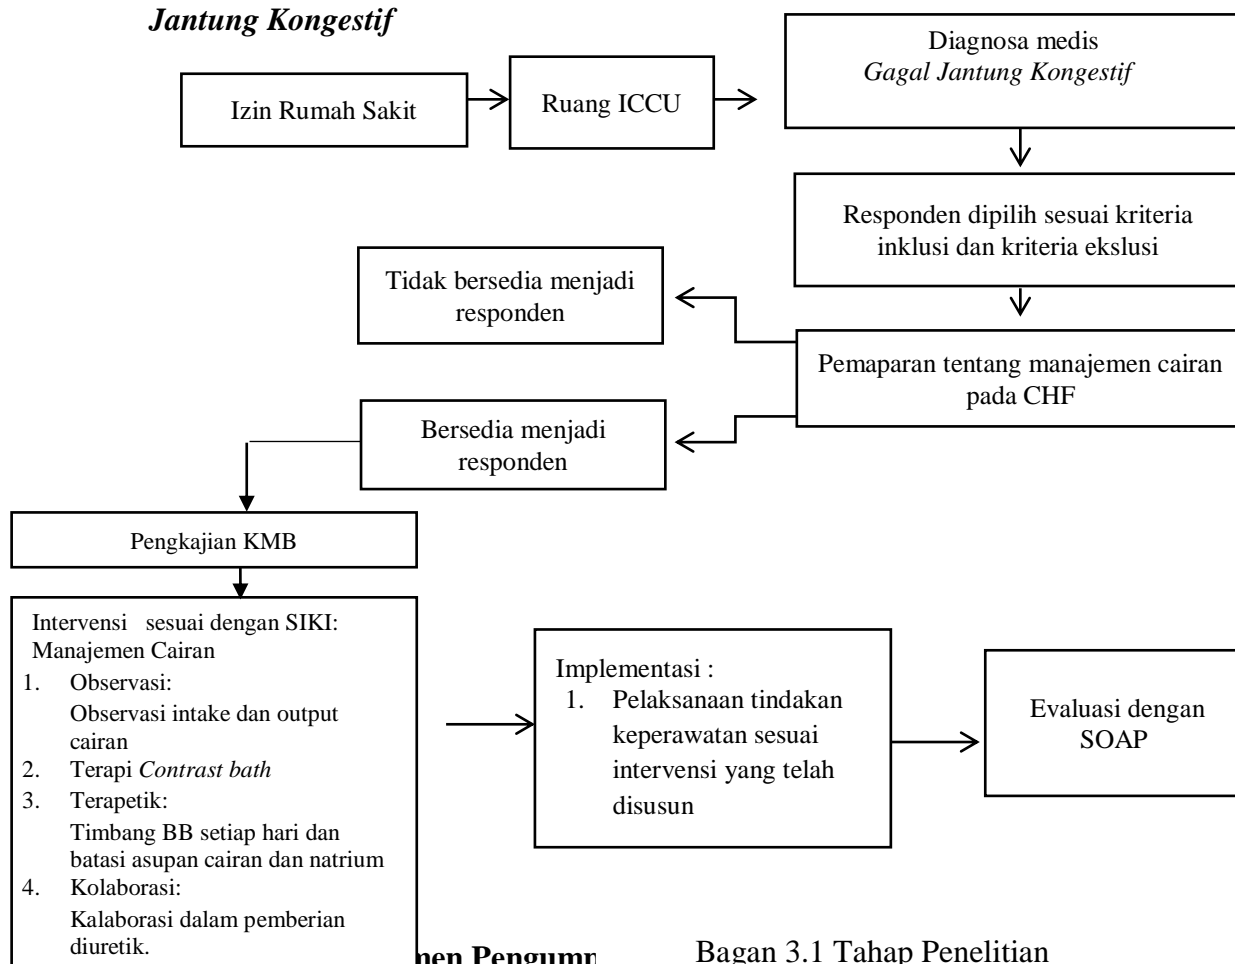 Jantung Kongestif
Izin Rumah Sakit
Ruang ICCU
Diagnosa medis
Gagal Jantung Kongestif
Responden dipilih sesuai kriteria
inklusi dan kriteria ekslusi
Pemaparan tentang manajemen cairan
pada CHF
Tidak bersedia menjadi
responden
Bersedia menjadi
responden
Pengkajian KMB
Intervensi sesuai dengan SIKI:
Manajemen Cairan
1. Observasi:
Observasi intake dan output
cairan
2. Terapi Contrast bath
3. Terapetik:
Timbang BB setiap hari dan
batasi asupan cairan dan natrium
4. Kolaborasi:
Kalaborasi dalam pemberian
diuretik.
Implementasi :
1. Pelaksanaan tindakan
keperawatan sesuai
intervensi yang telah
disusun
Evaluasi dengan
SOAP
Bagan 3.1 Tahap Penelitian